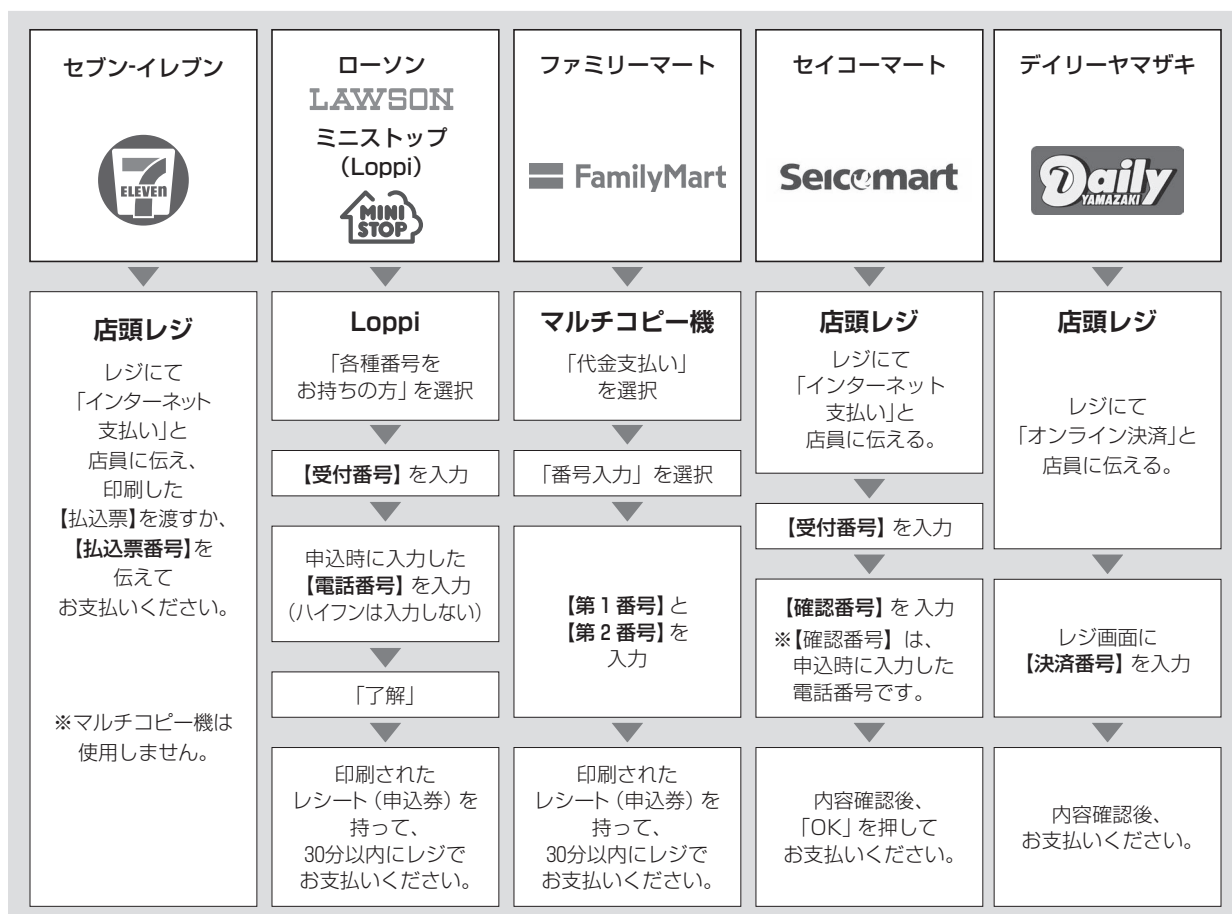 セブン-イレブン
7
ELEVEN
店頭レジ
レジにて
「インターネット
支払い」と
店員に伝え、
印刷した
【払込票】を渡すか、
【払込票番号】を
伝えて
お支払いください。
※マルチコピー機は
使用しません。
ローソン
LAWSON
ミニストップ
(Loppi)
MINI
STOP
Loppi
「各種番号を
お持ちの方」を選択
【受付番号】を入力
申込時に入力した
【電話番号】を入力
(ハイフンは入力しない)
「了解」
印刷された
レシート(申込券)を
持って、
30分以内にレジで
お支払いください。
ファミリーマート
FamilyMart
マルチコピー機
「代金支払い」
を選択
「番号入力」を選択
【第1番号】と
【第2番号】を
入力
印刷された
レシート(申込券)を
持って、
30分以内にレジで
お支払いください。
セイコーマート
Seicomart
店頭レジ
レジにて
「インターネット
支払い」と
店員に伝える。
【受付番号】を入力
【確認番号】を入力
※【確認番号】は、
申込時に入力した
電話番号です。
内容確認後、
「OK」を押して
お支払いください。
デイリーヤマザキ
Daily
YAMAZAKI
店頭レジ
レジにて
「オンライン決済」と
店員に伝える。
レジ画面に
【決済番号】を入力
内容確認後、
お支払いください。